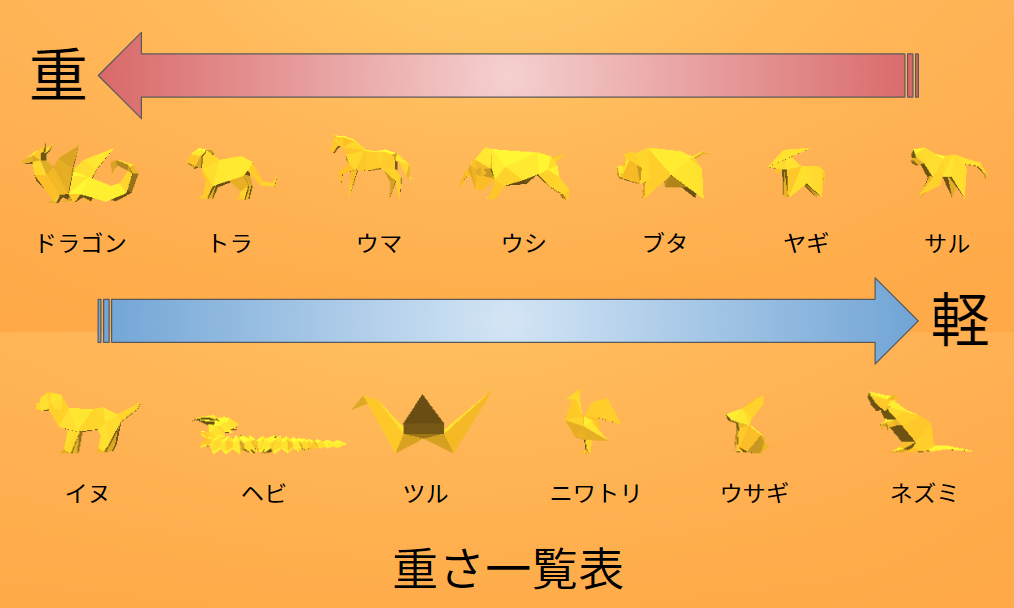 重
ドラゴン トラ ウマ ウシ ブタ ヤギ サル
軽
イヌ ヘビ ツル ニワトリ ウサギ ネズミ
重さ一覧表